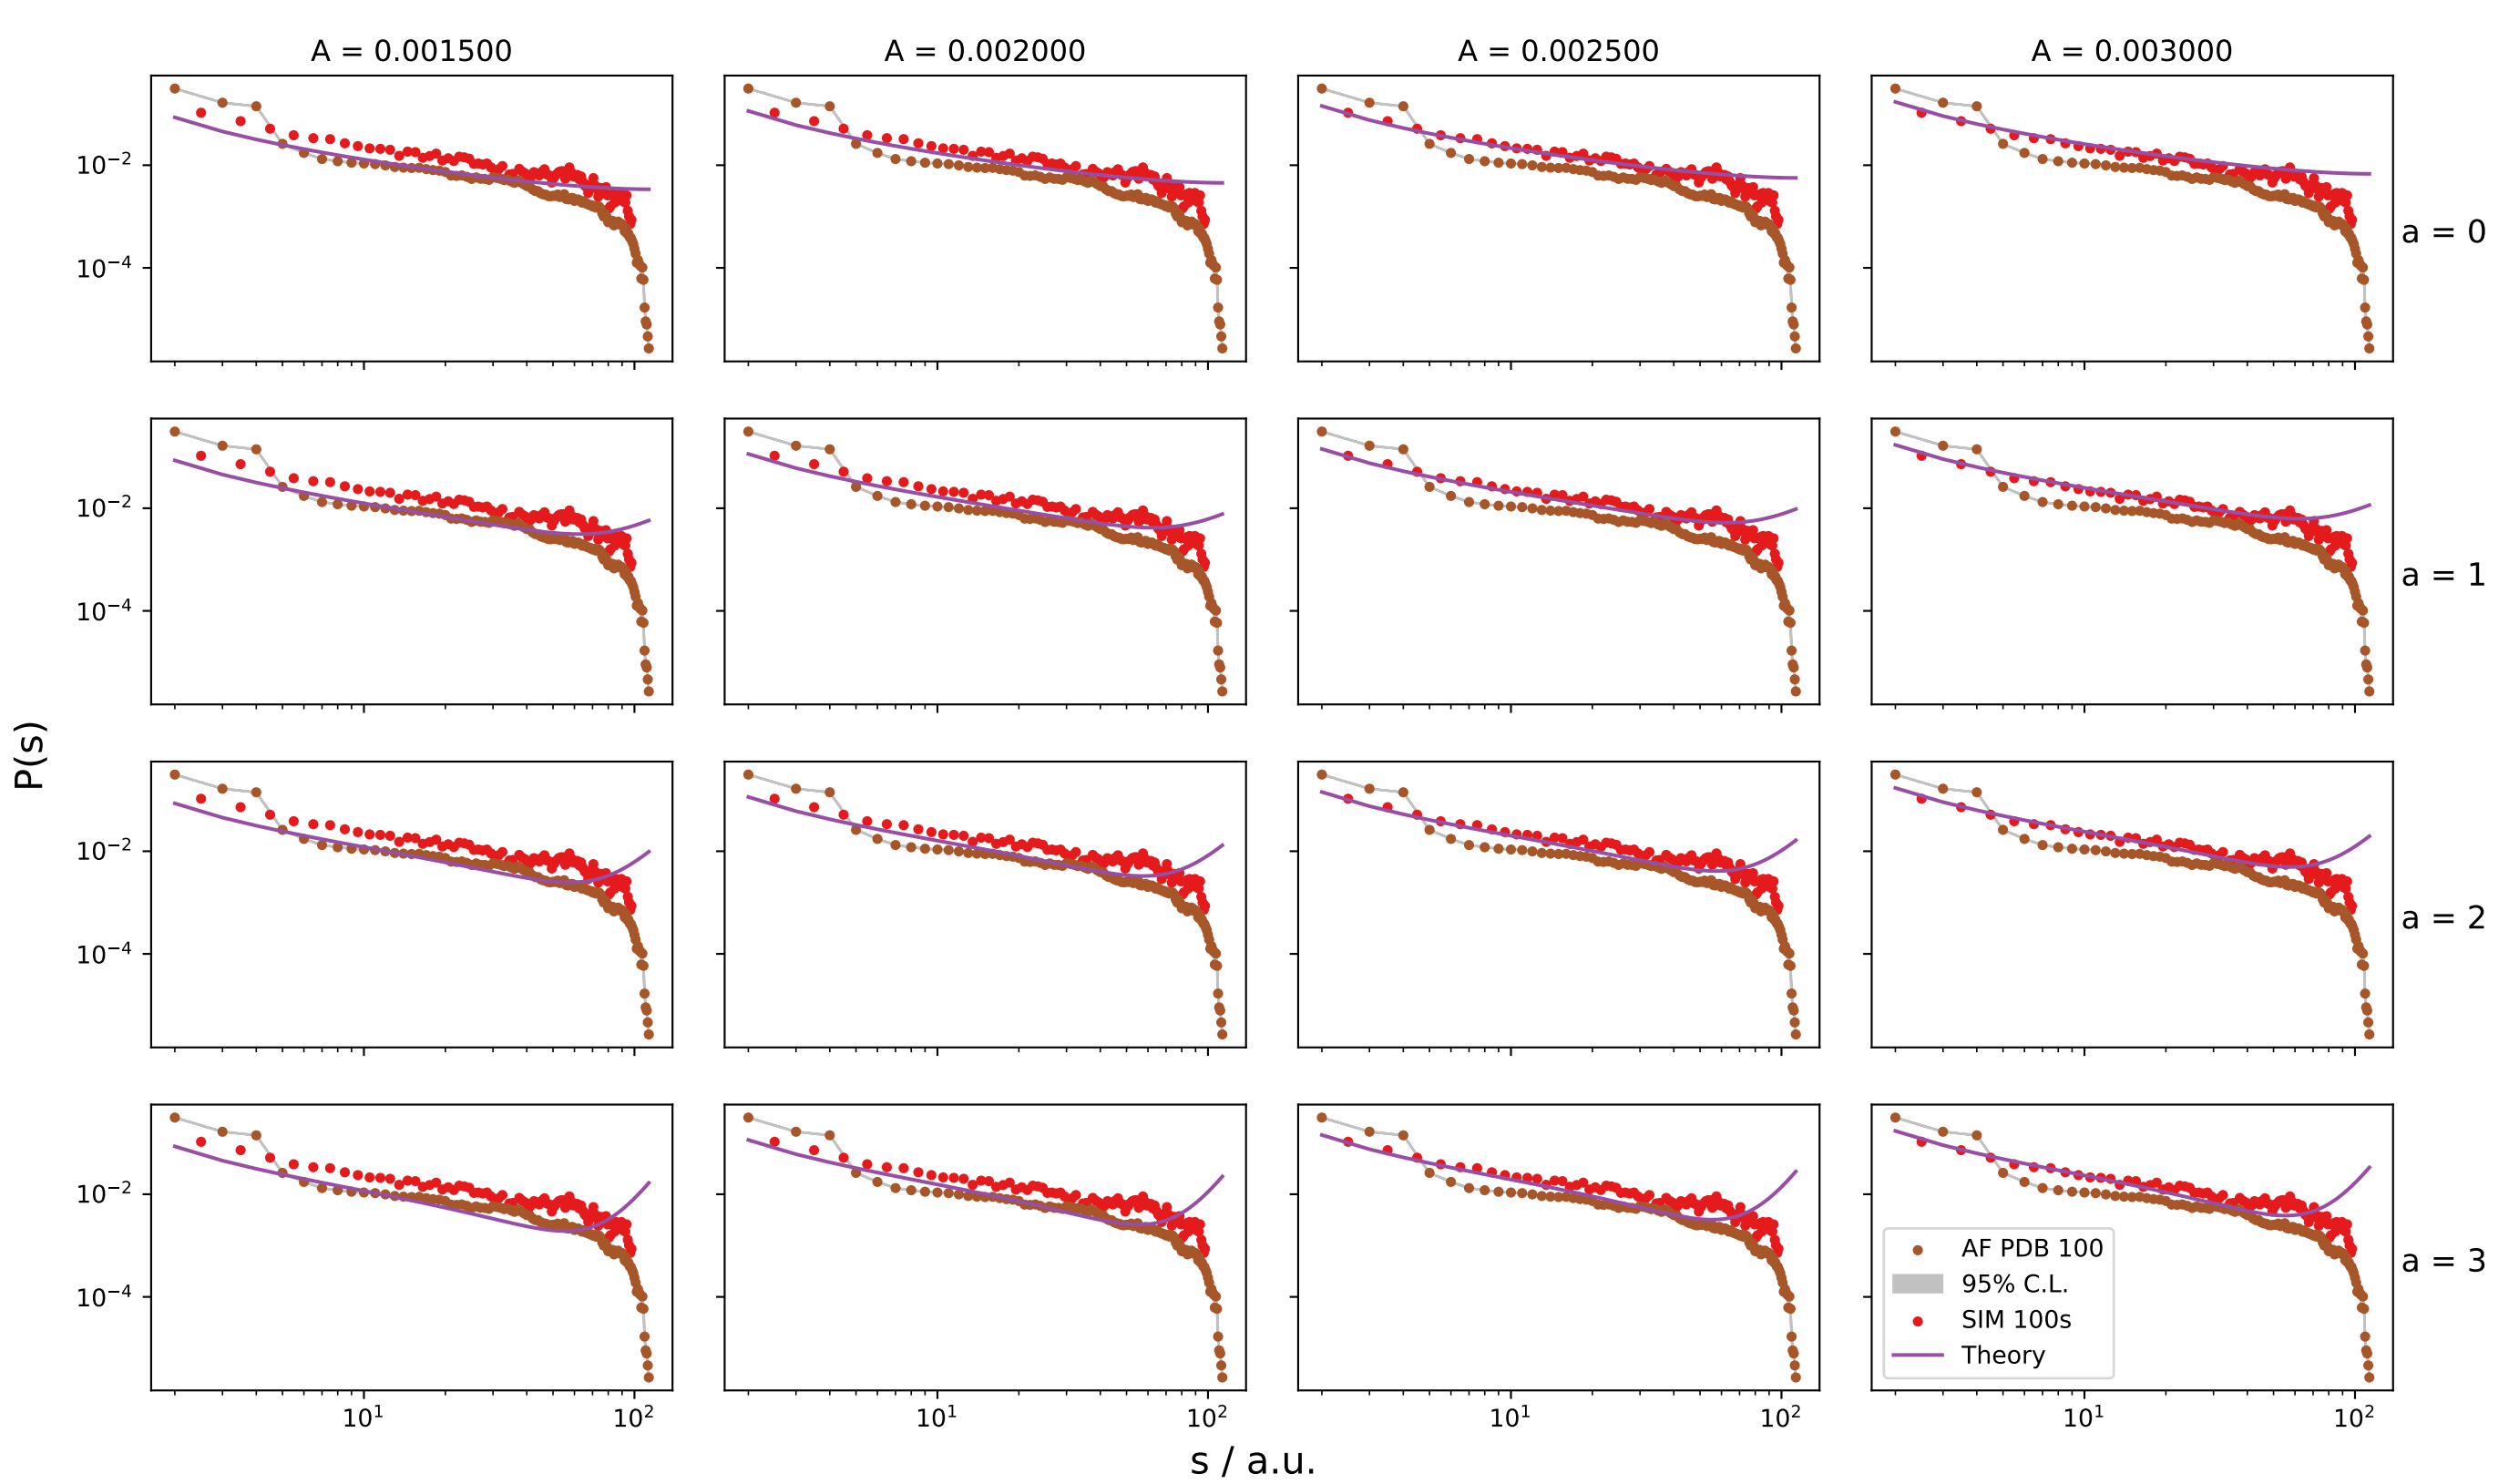 A = 0.001500 A = 0.002000 A = 0.002500 A = 0.003000
10⁻²
10⁻⁴
a = 0
10⁻²
10⁻⁴
a = 1
P(s)
10⁻²
10⁻⁴
a = 2
10⁻²
10⁻⁴
a = 3
AF PDB 100
95% C.L.
SIM 100s
Theory
10¹ 10² 10¹ 10² 10¹ 10² 10¹ 10²
s / a.u.